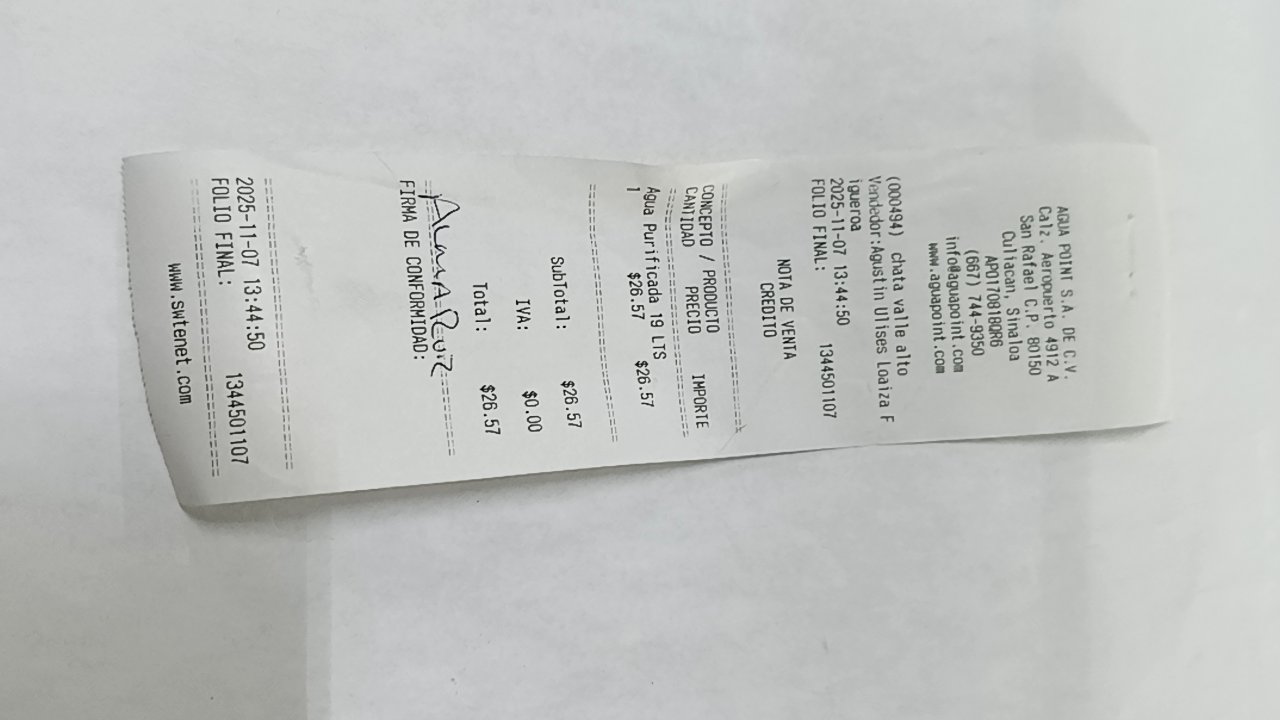 AGUA POINT S.A. DE C.V.
Calz. Aeropuerto 4912 A
San Rafael C.P. 80150
Culiacan, Sinaloa
APO170818QR6
(667) 744-9350
info@aguapoint.com
www.aguapoint.com
(000494) chata valle alto
Vendedor:Agustin Ulises Loaiza F
igueroa
2025-11-07 13:44:50
FOLIO FINAL: 1344501107
NOTA DE VENTA
CREDITO
CONCEPTO / PRODUCTO
CANTIDAD PRECIO IMPORTE
Agua Purificada 19 LTS
1 $26.57 $26.57
SubTotal: $26.57
IVA: $0.00
Total: $26.57
FIRMA DE CONFORMIDAD:
2025-11-07 13:44:50
FOLIO FINAL: 1344501107
www.swtenet.com